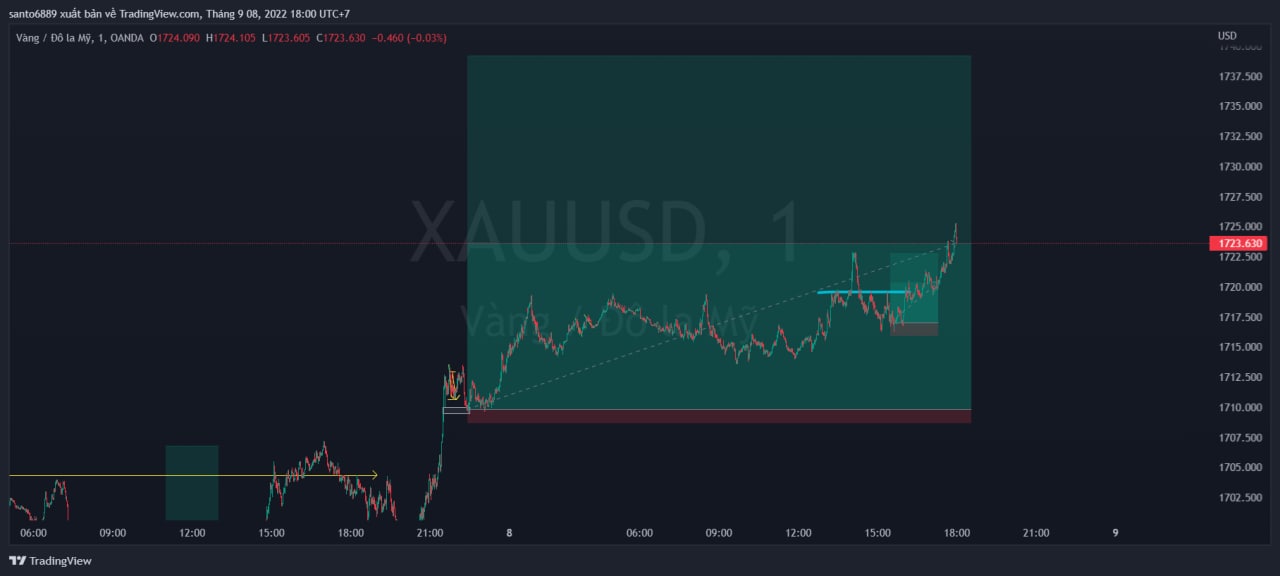 santo6889 xuất bản về TradingView.com, Tháng 9 08, 2022 18:00 UTC+7
Vàng / Đô la Mỹ, 1, OANDA O1724.090 H1724.105 L1723.605 C1723.630 −0.460 (−0.03%)
USD
1740.000
1737.500
1735.000
1732.500
1730.000
1727.500
1725.000
1723.630
1722.500
1720.000
1717.500
1715.000
1712.500
1710.000
1707.500
1705.000
1702.500
XAUUSD, 1
Vàng / Đô la Mỹ
06:00 09:00 12:00 15:00 18:00 21:00 8 06:00 09:00 12:00 15:00 18:00 21:00 9
TradingView